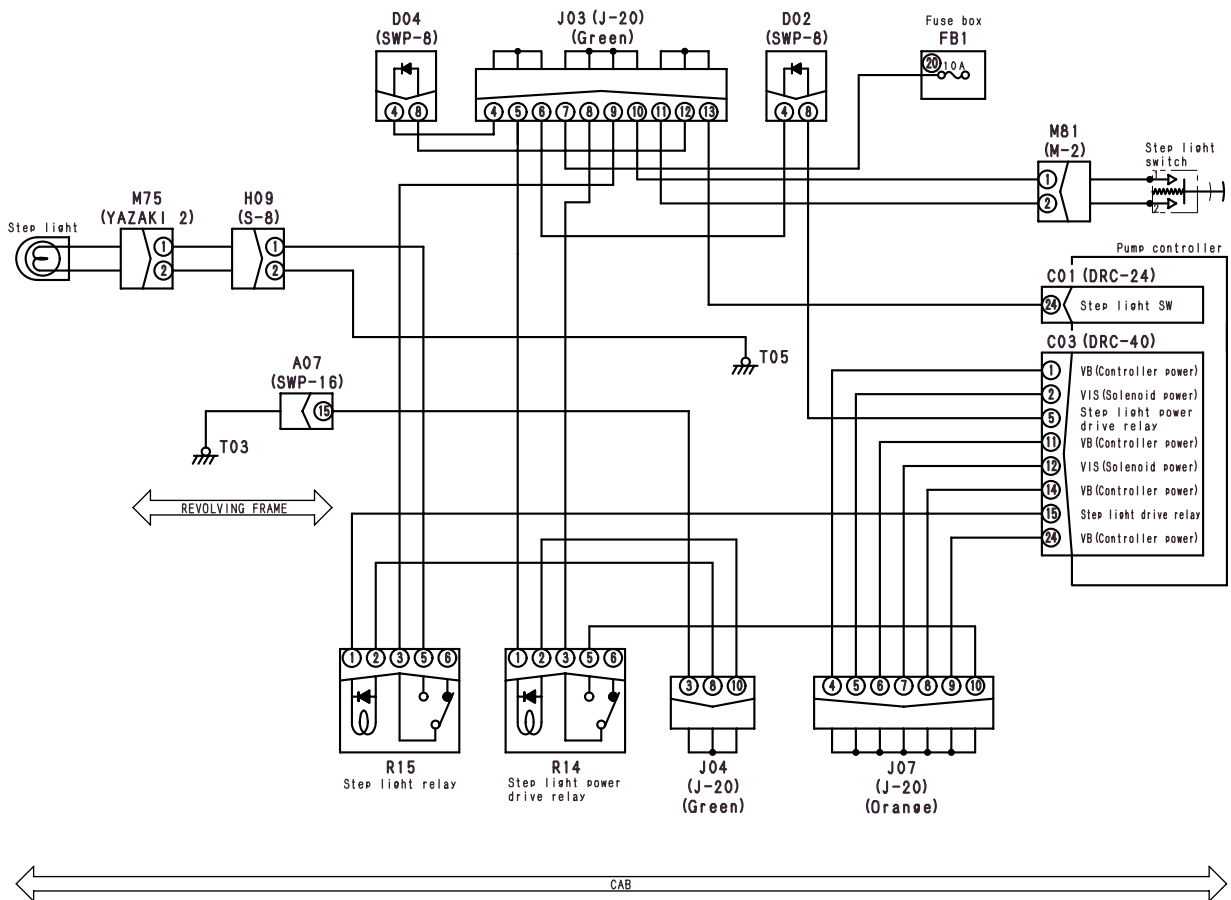 D04
(SWP-8)
J03 (J-20)
(Green)
D02
(SWP-8)
Fuse box
FB1
20
10A
4 8
4 5 6 7 8 9 10 11 12 13
4 8
M81
(M-2)
Step light
switch
1
2
1
2
M75
(YAZAKI 2)
H09
(S-8)
Step light
1
2
1
2
Pump controller
C01 (DRC-24)
24 Step light SW
C03 (DRC-40)
1 VB(Controller power)
2 VIS(Solenoid power)
5 Step light power
drive relay
11 VB(Controller power)
12 VIS(Solenoid power)
14 VB(Controller power)
15 Step light drive relay
24 VB(Controller power)
T05
A07
(SWP-16)
15
T03
REVOLVING FRAME
1 2 3 5 6
1 2 3 5 6
3 8 10
4 5 6 7 8 9 10
R15
Step light relay
R14
Step light power
drive relay
J04
(J-20)
(Green)
J07
(J-20)
(Orange)
CAB